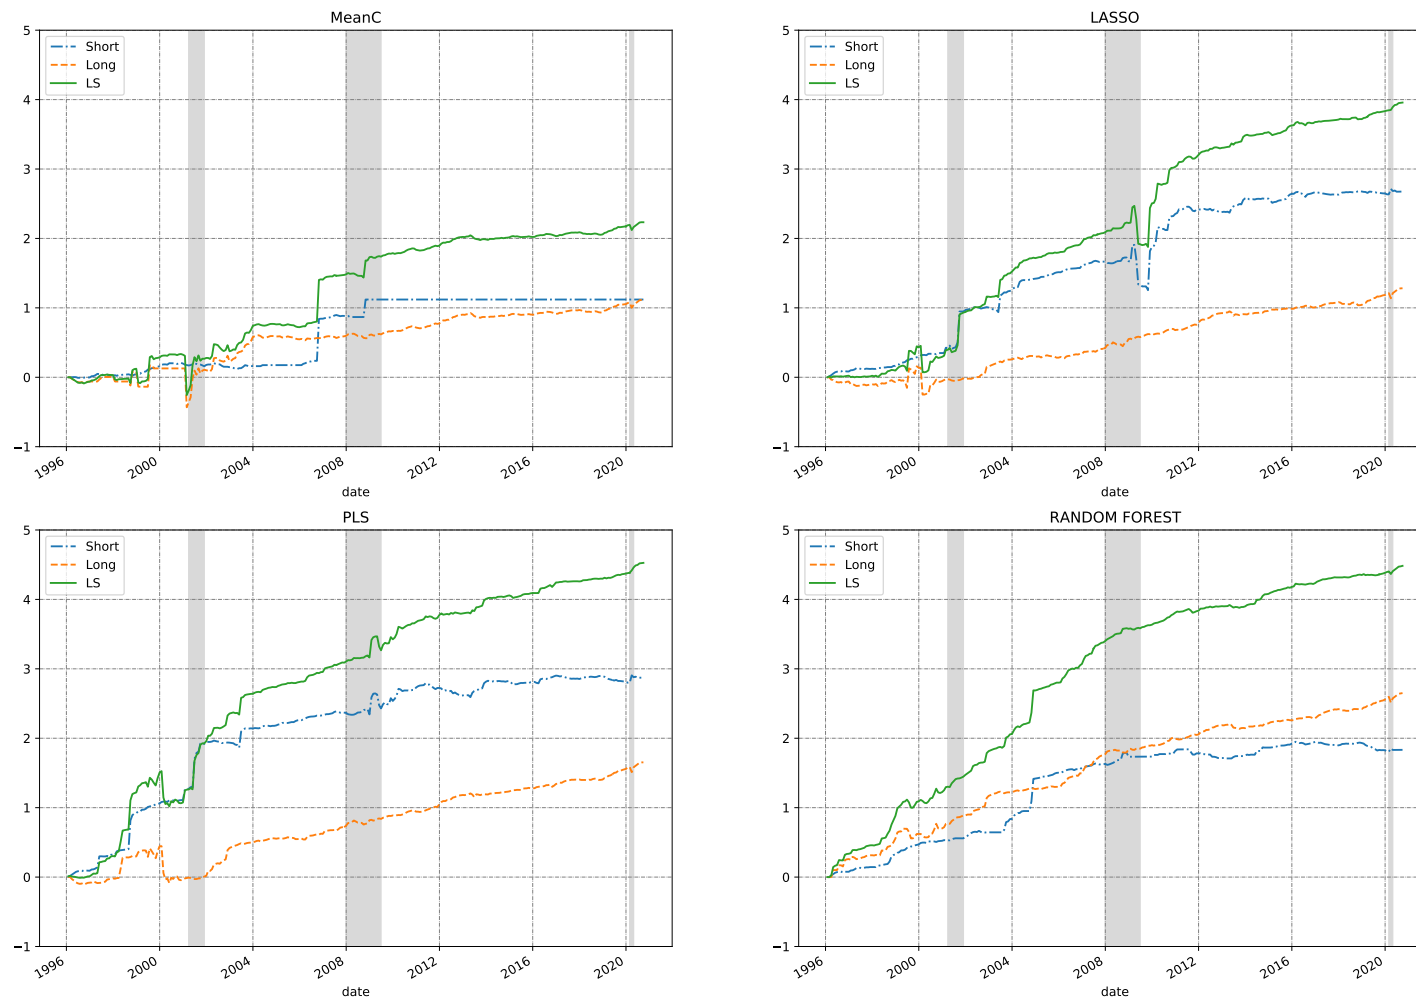 MeanC
5
4
3
2
1
0
−1
Short
Long
LS
1996
2000
2004
2008
2012
2016
2020
date
LASSO
5
4
3
2
1
0
−1
Short
Long
LS
1996
2000
2004
2008
2012
2016
2020
date
PLS
5
4
3
2
1
0
−1
Short
Long
LS
1996
2000
2004
2008
2012
2016
2020
date
RANDOM FOREST
5
4
3
2
1
0
−1
Short
Long
LS
1996
2000
2004
2008
2012
2016
2020
date